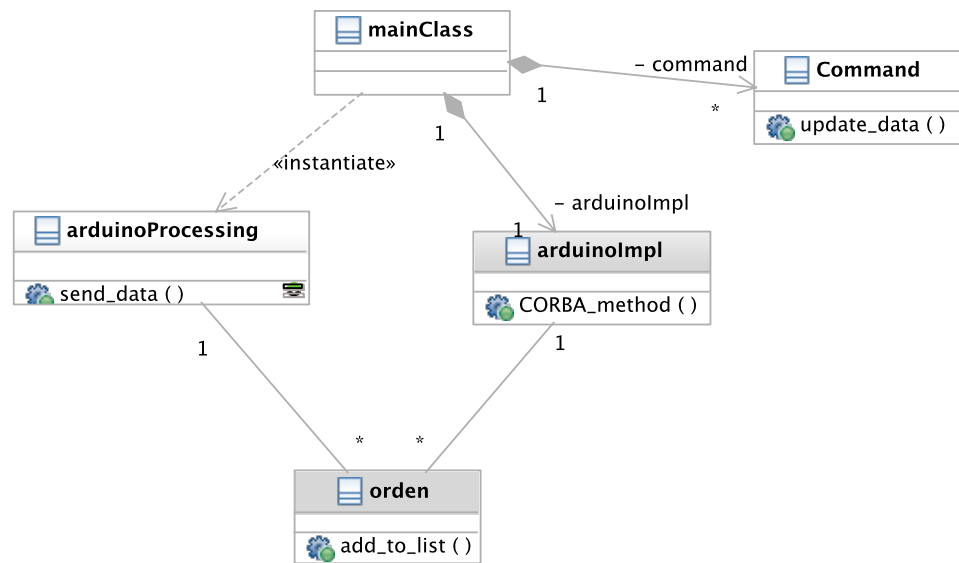 mainClass
- command
1
*
Command
update_data ( )
1
«instantiate»
- arduinoImpl
1
arduinoProcessing
send_data ( )
arduinoImpl
CORBA_method ( )
1
1
*
*
orden
add_to_list ( )